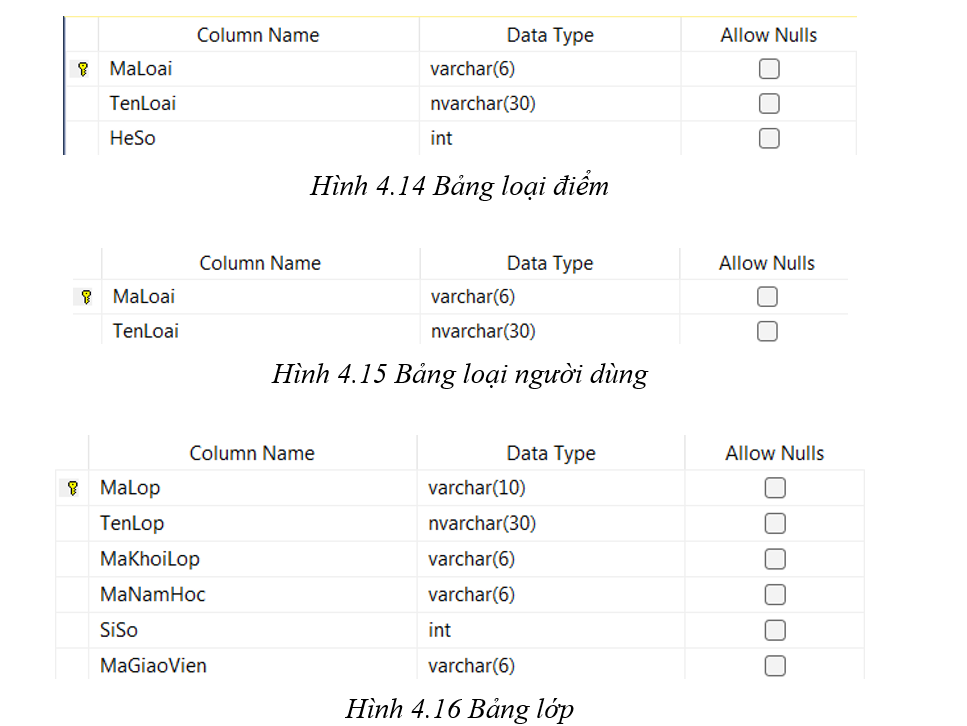 Column Name Data Type Allow Nulls
MaLoai varchar(6)
TenLoai nvarchar(30)
HeSo int
Hình 4.14 Bảng loại điểm
Column Name Data Type Allow Nulls
MaLoai varchar(6)
TenLoai nvarchar(30)
Hình 4.15 Bảng loại người dùng
Column Name Data Type Allow Nulls
MaLop varchar(10)
TenLop nvarchar(30)
MaKhoiLop varchar(6)
MaNamHoc varchar(6)
SiSo int
MaGiaoVien varchar(6)
Hình 4.16 Bảng lớp